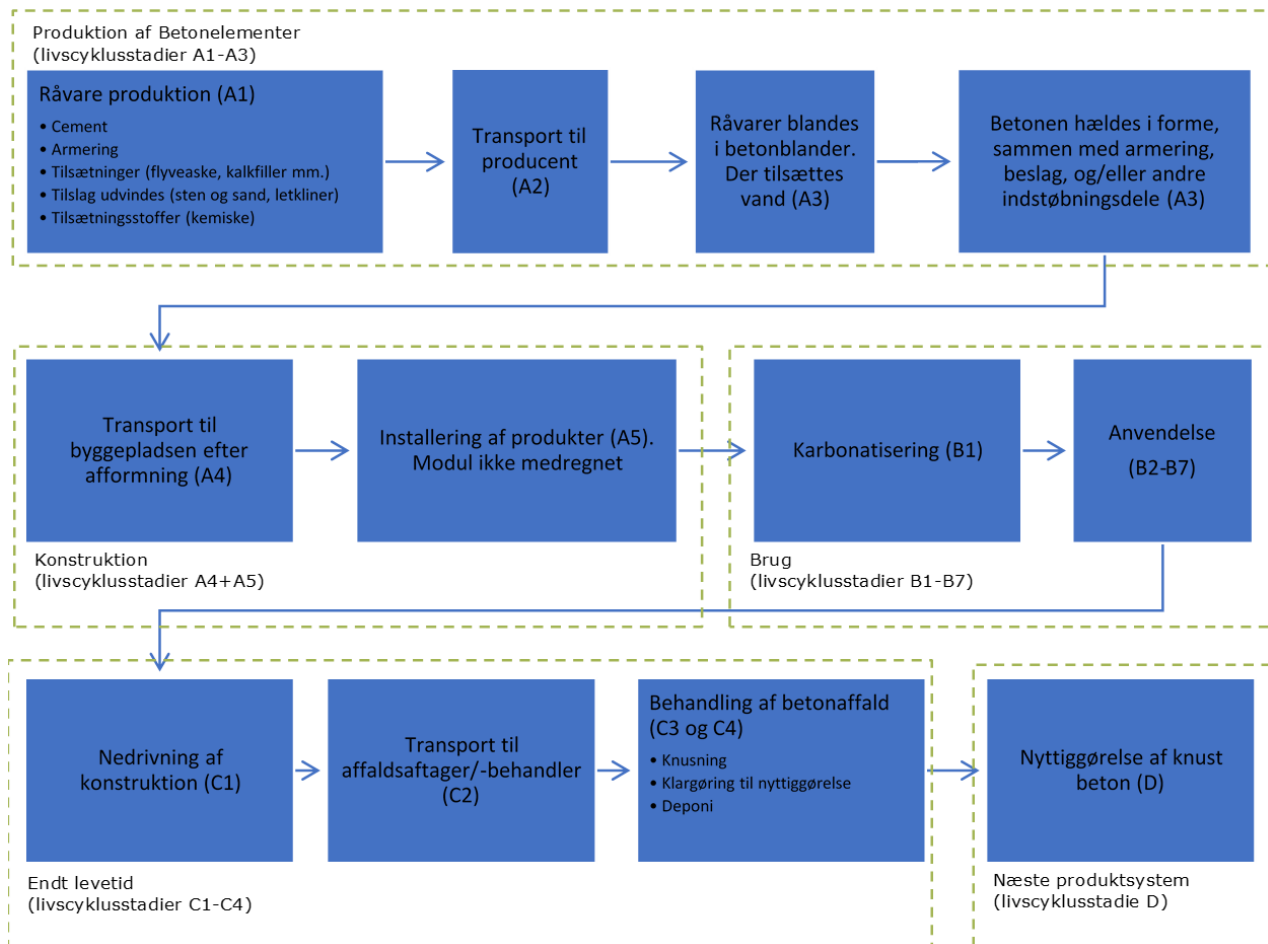 Produktion af Betonelementer
(livscyklusstadier A1-A3)
Råvare produktion (A1)
• Cement
• Armering
• Tilsætninger (flyveaske, kalkfiller mm.)
• Tilslag udvindes (sten og sand, letkliner)
• Tilsætningsstoffer (kemiske)
Transport til
producent
(A2)
Råvarer blandes
i betonblander.
Der tilsættes
vand (A3)
Betonen hældes i forme,
sammen med armering,
beslag, og/eller andre
indstøbningsdele (A3)
Transport til
byggepladsen efter
afformning (A4)
Installering af produkter (A5).
Modul ikke medregnet
Konstruktion
(livscyklusstadier A4+A5)
Karbonatisering (B1)
Anvendelse
(B2-B7)
Brug
(livscyklusstadier B1-B7)
Nedrivning af
konstruktion (C1)
Transport til
affaldsaftager/-behandler
(C2)
Behandling af betonaffald
(C3 og C4)
• Knusning
• Klargøring til nyttiggørelse
• Deponi
Endt levetid
(livscyklusstadier C1-C4)
Nyttiggørelse af knust
beton (D)
Næste produktsystem
(livscyklusstadie D)